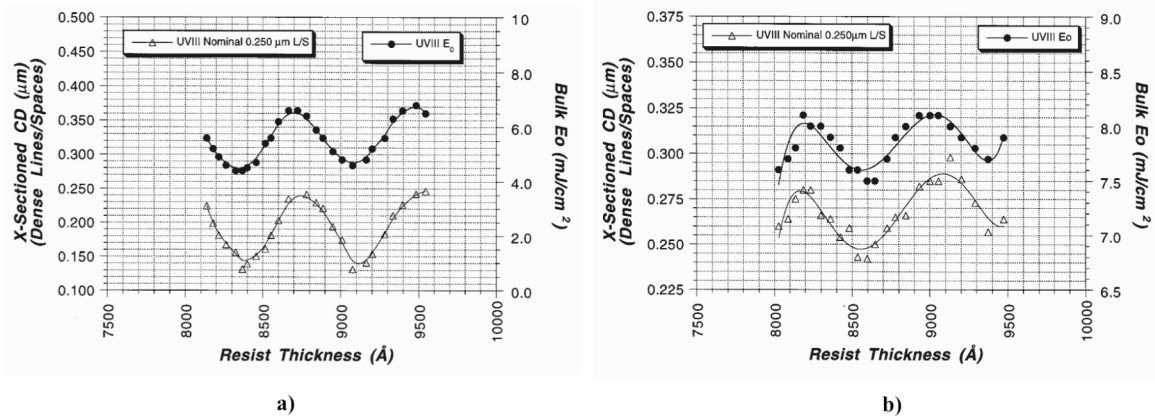 0.500
0.450
0.400
0.350
0.300
0.250
0.200
0.150
0.100
X-Sectioned CD (μm)
(Dense Lines/Spaces)
UVIII Nominal 0.250 μm L/S
UVIII E0
10
8.0
6.0
4.0
2.0
0.0
Bulk Eo (mJ/cm2)
7500
8000
8500
9000
9500
10000
Resist Thickness (Å)
a)
0.375
0.350
0.325
0.300
0.275
0.250
0.225
X-Sectioned CD (μm)
(Dense Lines/Spaces)
UVIII Nominal 0.250μm L/S
UVIII Eo
9.0
8.5
8.0
7.5
7.0
6.5
Bulk Eo (mJ/cm2)
7500
8000
8500
9000
9500
10000
Resist Thickness (Å)
b)